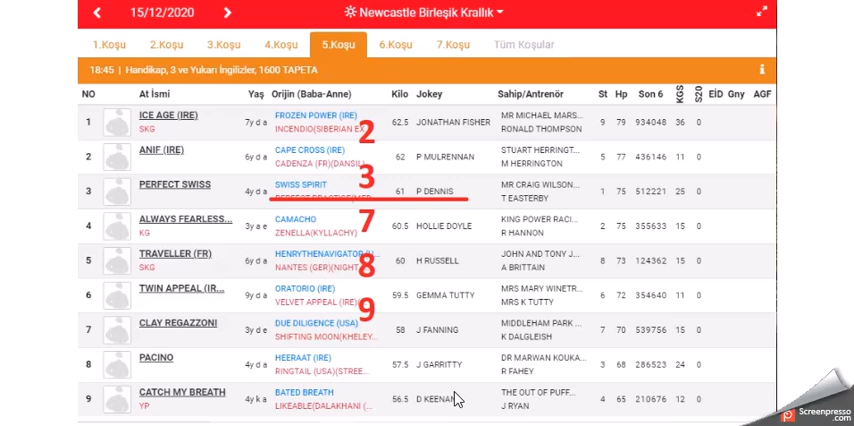 15/12/2020
Newcastle Birleşik Krallık
1.Koşu 2.Koşu 3.Koşu 4.Koşu 5.Koşu 6.Koşu 7.Koşu Tüm Koşular
18:45 | Handikap, 3 ve Yukarı İngilizler, 1600 TAPETA
NO At İsmi Yaş Orijin (Baba-Anne) Kilo Jokey Sahip/Antrenör St Hp Son 6 KGS S20 EİD Gny AGF
1 ICE AGE (IRE) 7y d a FROZEN POWER (IRE) 62.5 JONATHAN FISHER MR MICHAEL MARS... 9 79 934048 36 0
SKG INCENDIO(SIBERIAN EX RONALD THOMPSON
2
2 ANIF (IRE) 6y d a CAPE CROSS (IRE) 62 P MULRENNAN STUART HERRINGT... 5 77 436146 11 0
CADENZA (FR)(DANSIL) M HERRINGTON
3
3 PERFECT SWISS 4y d a SWISS SPIRIT 61 P DENNIS MR CRAIG WILSON... 1 75 512221 25 0
T EASTERBY
7
4 ALWAYS FEARLESS... 3y a e CAMACHO 60.5 HOLLIE DOYLE KING POWER RACI... 2 75 355633 15 0
KG ZENELLA(KYLLACHY) R HANNON
5 TRAVELLER (FR) 6y d a HENRYTHENAVIGATOR (U... 60 H RUSSELL JOHN AND TONY J... 8 73 124362 15 0
SKG NANTES (GER)(NIGHT A BRITTAIN
8
6 TWIN APPEAL (IR... 9y d a ORATORIO (IRE) 59.5 GEMMA TUTTY MRS MARY WINETR... 6 72 354640 11 0
VELVET APPEAL (IRE)( MRS K TUTTY
9
7 CLAY REGAZZONI 3y d e DUE DILIGENCE (USA) 58 J FANNING MIDDLEHAM PARK ... 7 70 539756 15 0
SHIFTING MOON(KHELEY... K DALGLEISH
8 PACINO 4y d a HEERAAT (IRE) 57.5 J GARRITTY DR MARWAN KOUKA... 3 68 286523 24 0
RINGTAIL (USA)(STREE... R FAHEY
9 CATCH MY BREATH 4y k a BATED BREATH 56.5 D KEENAN THE OUT OF PUFF... 4 65 210676 12 0
YP LIKEABLE(DALAKHANI (... J RYAN
Screenpresso
.com